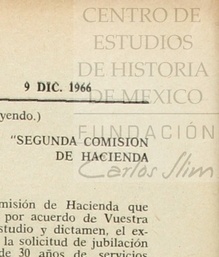 CENTRO DE
ESTUDIOS
DE HISTORIA
DE MEXICO
FUNDACIÓN
Carlos Slim
9 DIC. 1966
yendo.)
"SEGUNDA COMISION
DE HACIENDA
misión de Hacienda que
por acuerdo de Vuestra
studio y dictamen, el ex-
la solicitud de jubilación
de 30 años de servicios